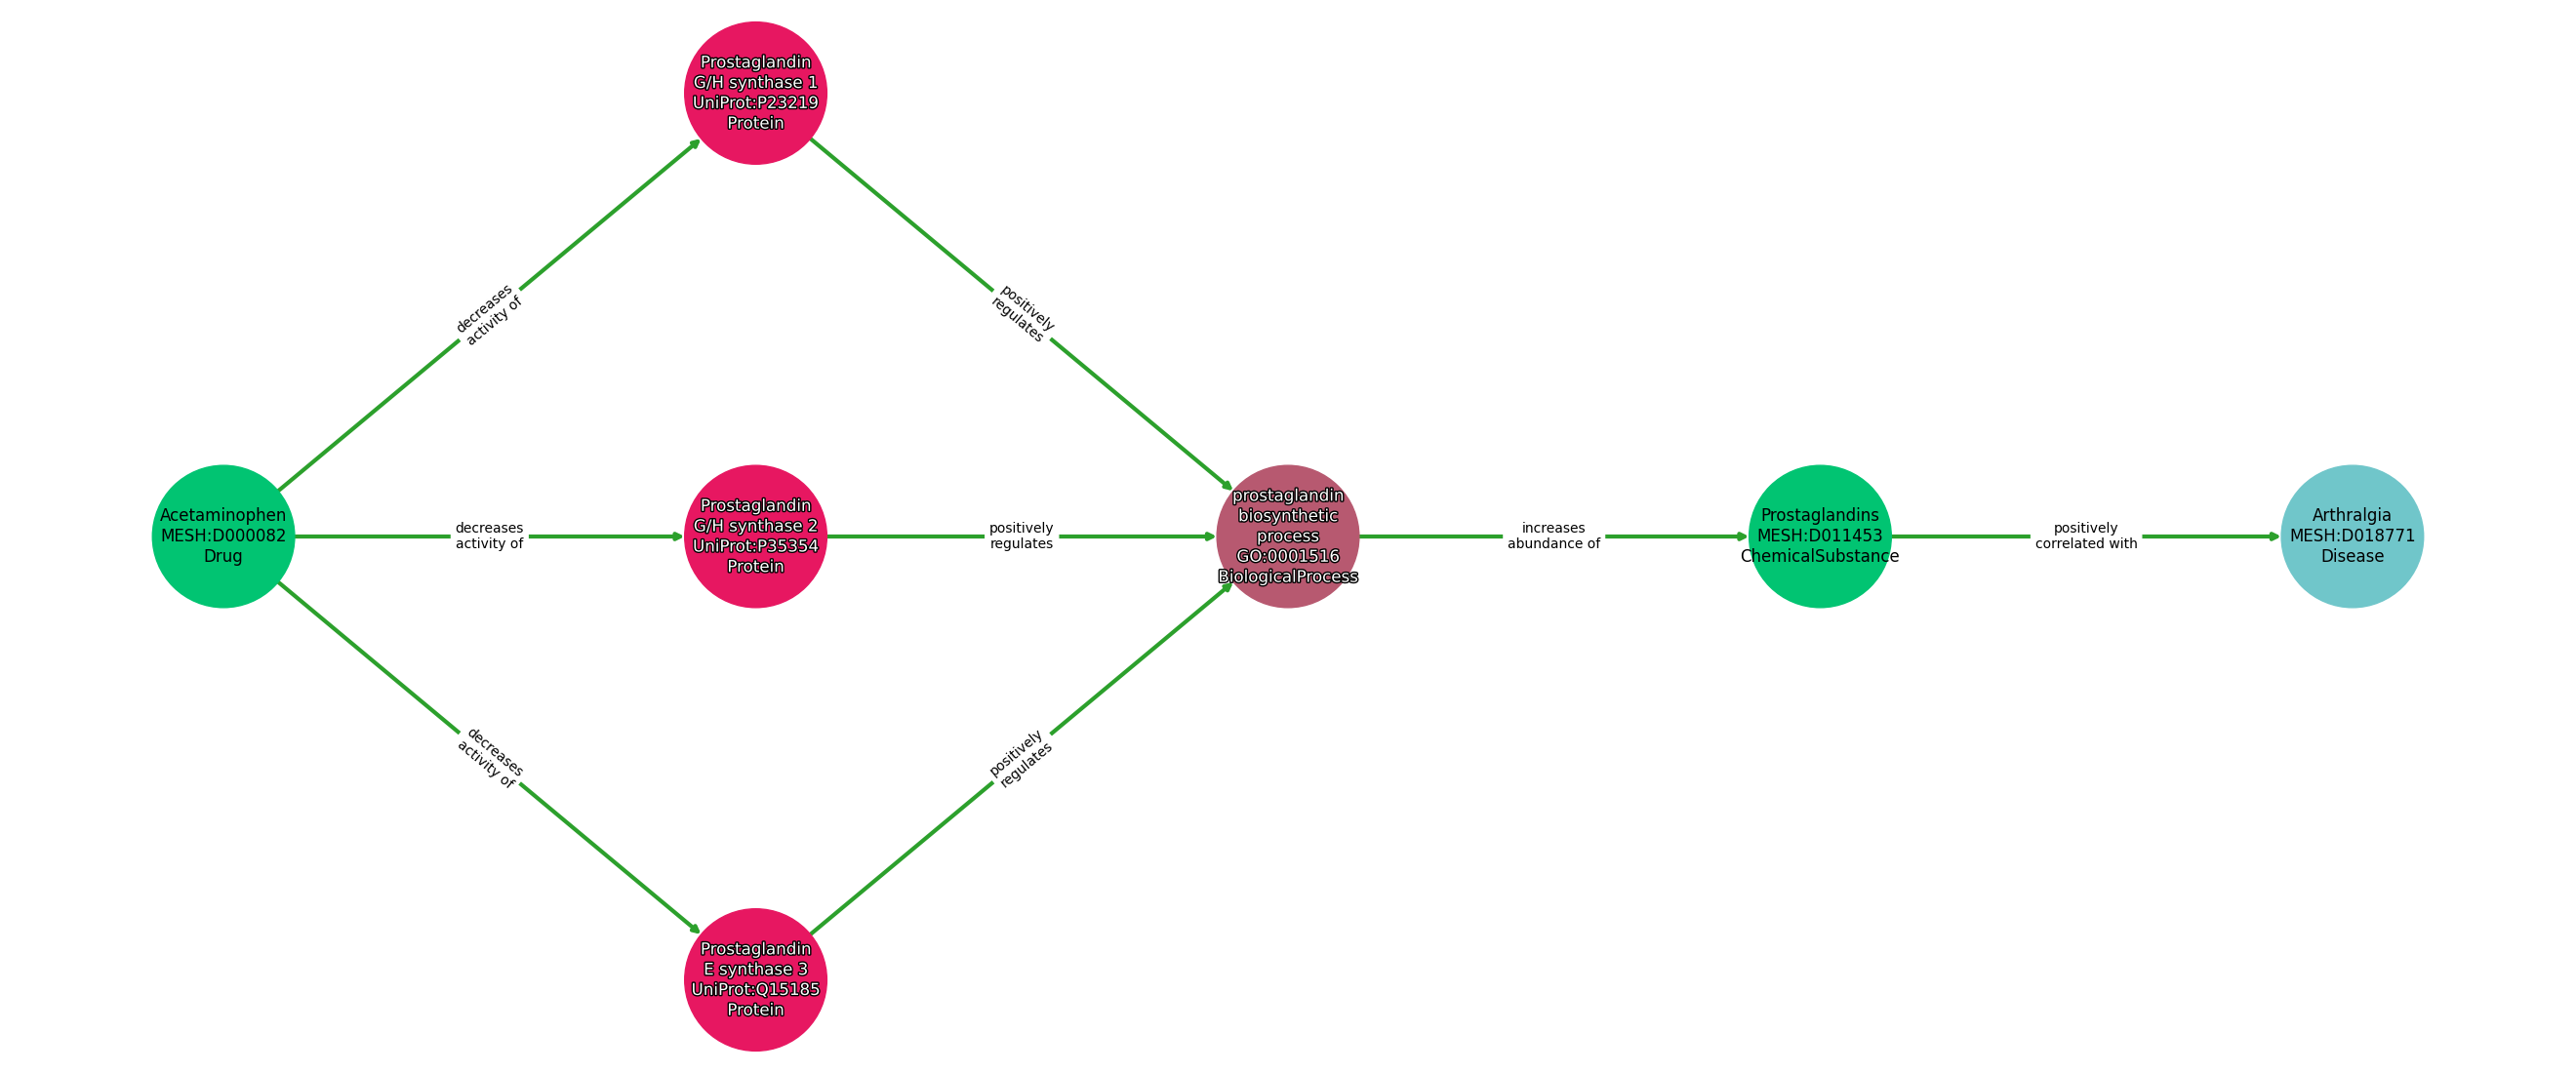 Prostaglandin
G/H synthase 1
UniProt:P23219
Protein
decreases
activity of
positively
regulates
Acetaminophen
MESH:D000082
Drug
decreases
activity of
Prostaglandin
G/H synthase 2
UniProt:P35354
Protein
positively
regulates
prostaglandin
biosynthetic
process
GO:0001516
BiologicalProcess
increases
abundance of
Prostaglandins
MESH:D011453
ChemicalSubstance
positively
correlated with
Arthralgia
MESH:D018771
Disease
decreases
activity of
positively
regulates
Prostaglandin
E synthase 3
UniProt:Q15185
Protein